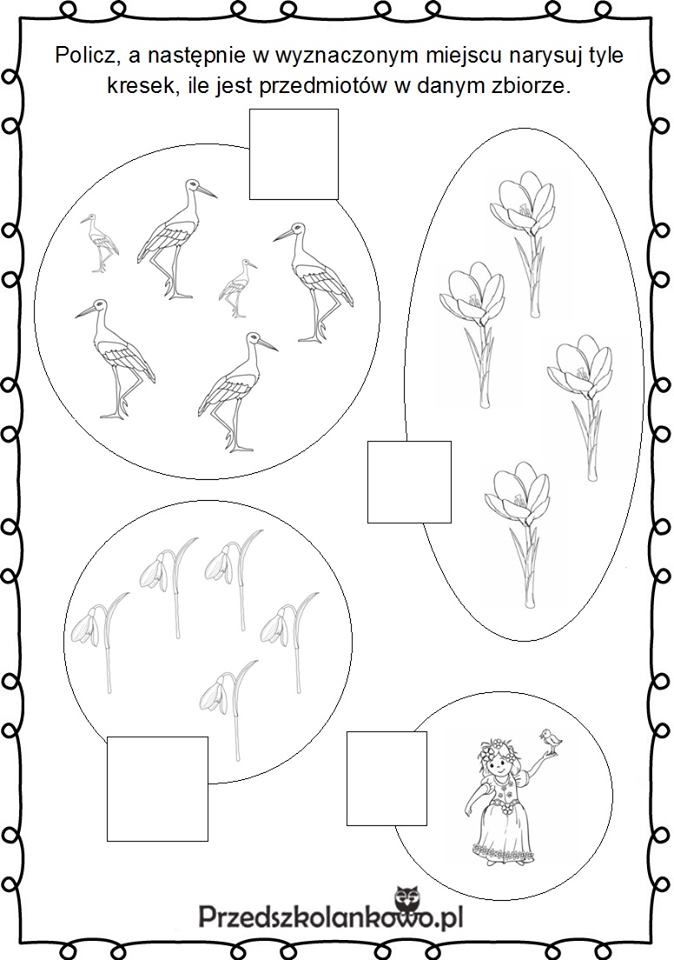 Policz, a następnie w wyznaczonym miejscu narysuj tyle
kresek, ile jest przedmiotów w danym zbiorze.
Przedszkolankowo.pl